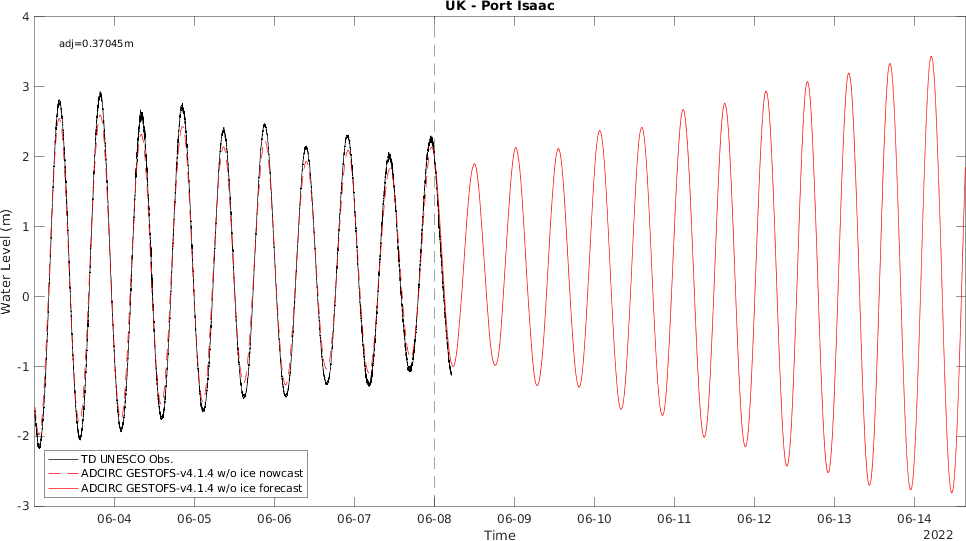 UK - Port Isaac
adj=0.37045m
4
3
2
1
0
-1
-2
-3
Water Level (m)
TD UNESCO Obs.
ADCIRC GESTOFS-v4.1.4 w/o ice nowcast
ADCIRC GESTOFS-v4.1.4 w/o ice forecast
06-04 06-05 06-06 06-07 06-08 06-09 06-10 06-11 06-12 06-13 06-14
Time
2022